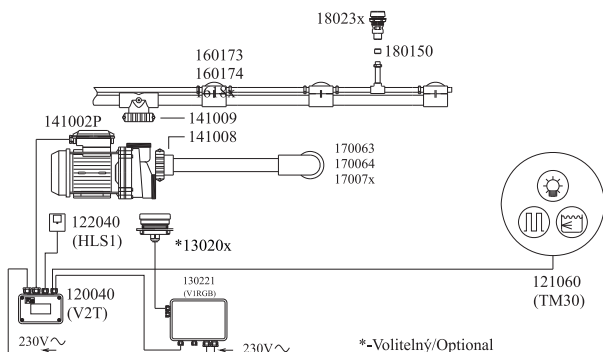 18023x
180150
160173
160174
141009
141002P
141008
170063
170064
17007x
122040
(HLS1)
*13020x
121060
(TM30)
120040
(V2T)
130221
(V1RGB)
230V~
230V~
*-Volitelný/Optional